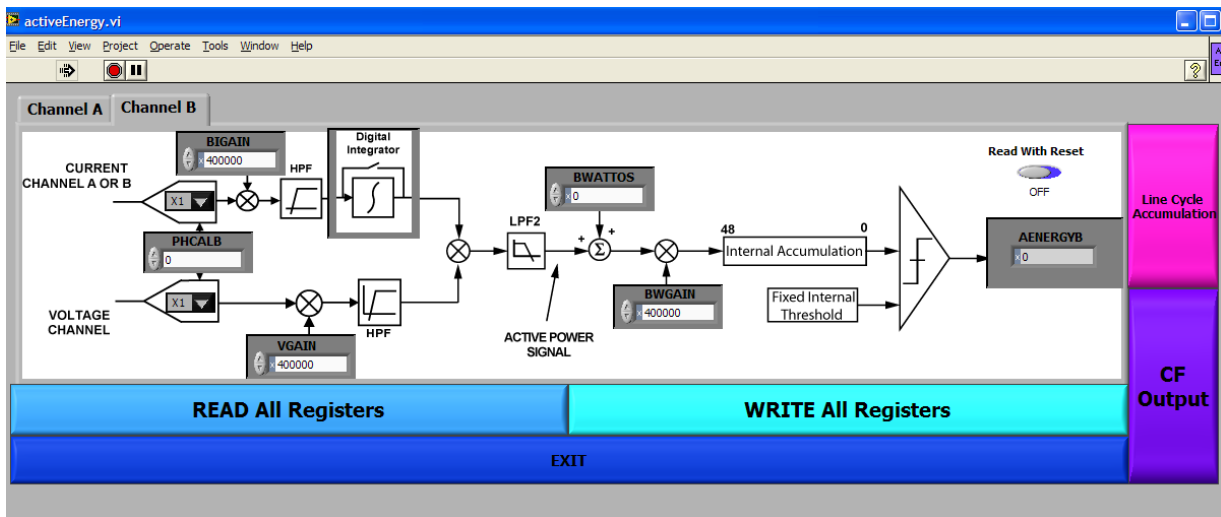 activeEnergy.vi
File Edit View Project Operate Tools Window Help
Channel A
Channel B
BIGAIN
x 400000
CURRENT
CHANNEL A OR B
X1
HPF
Digital
Integrator
PHCALB
0
VOLTAGE
CHANNEL
X1
VGAIN
x 400000
HPF
LPF2
ACTIVE POWER
SIGNAL
BWATTOS
x 0
+ +
Σ
BWGAIN
x 400000
48 0
Internal Accumulation
Fixed Internal
Threshold
Read With Reset
OFF
AENERGYB
x 0
Line Cycle
Accumulation
CF
Output
READ All Registers
WRITE All Registers
EXIT